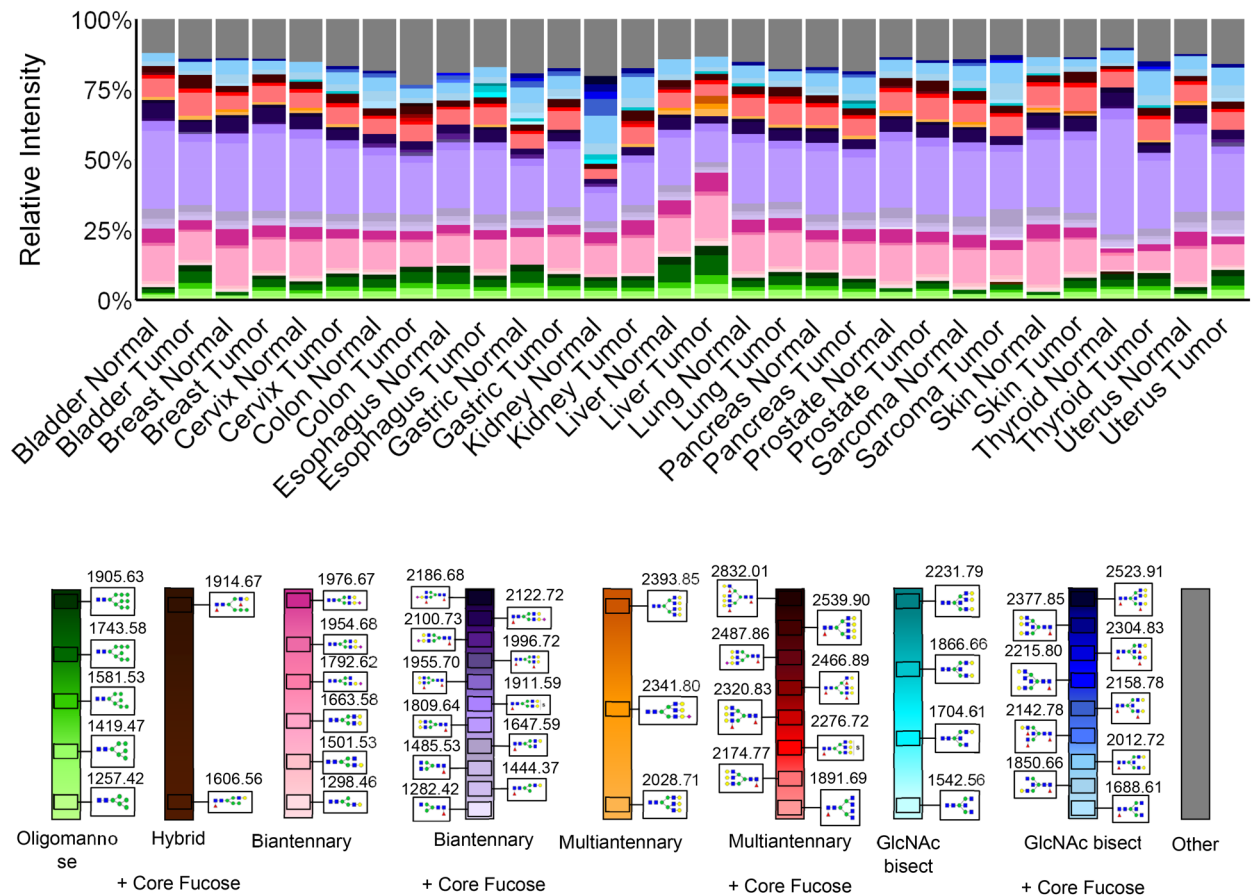 100%
75%
50%
25%
0%
Relative Intensity
Bladder Normal
Bladder Tumor
Breast Normal
Breast Tumor
Cervix Normal
Cervix Tumor
Colon Normal
Colon Tumor
Esophagus Normal
Esophagus Tumor
Gastric Normal
Gastric Tumor
Kidney Normal
Kidney Tumor
Liver Normal
Liver Tumor
Lung Normal
Lung Tumor
Pancreas Normal
Pancreas Tumor
Prostate Normal
Prostate Tumor
Sarcoma Normal
Sarcoma Tumor
Skin Normal
Skin Tumor
Thyroid Normal
Thyroid Tumor
Uterus Normal
Uterus Tumor
1905.63
1743.58
1581.53
1419.47
1257.42
Oligomanno
se
1914.67
1606.56
Hybrid
+ Core Fucose
1976.67
1954.68
1792.62
1663.58
1501.53
1298.46
Biantennary
2186.68
2122.72
2100.73
1996.72
1955.70
1911.59
1809.64
1647.59
1485.53
1444.37
1282.42
Biantennary
+ Core Fucose
2393.85
2341.80
2028.71
Multiantennary
2832.01
2539.90
2487.86
2466.89
2320.83
2276.72
2174.77
1891.69
Multiantennary
+ Core Fucose
2231.79
1866.66
1704.61
1542.56
GlcNAc
bisect
2523.91
2377.85
2304.83
2215.80
2158.78
2142.78
2012.72
1850.66
1688.61
GlcNAc bisect
+ Core Fucose
Other